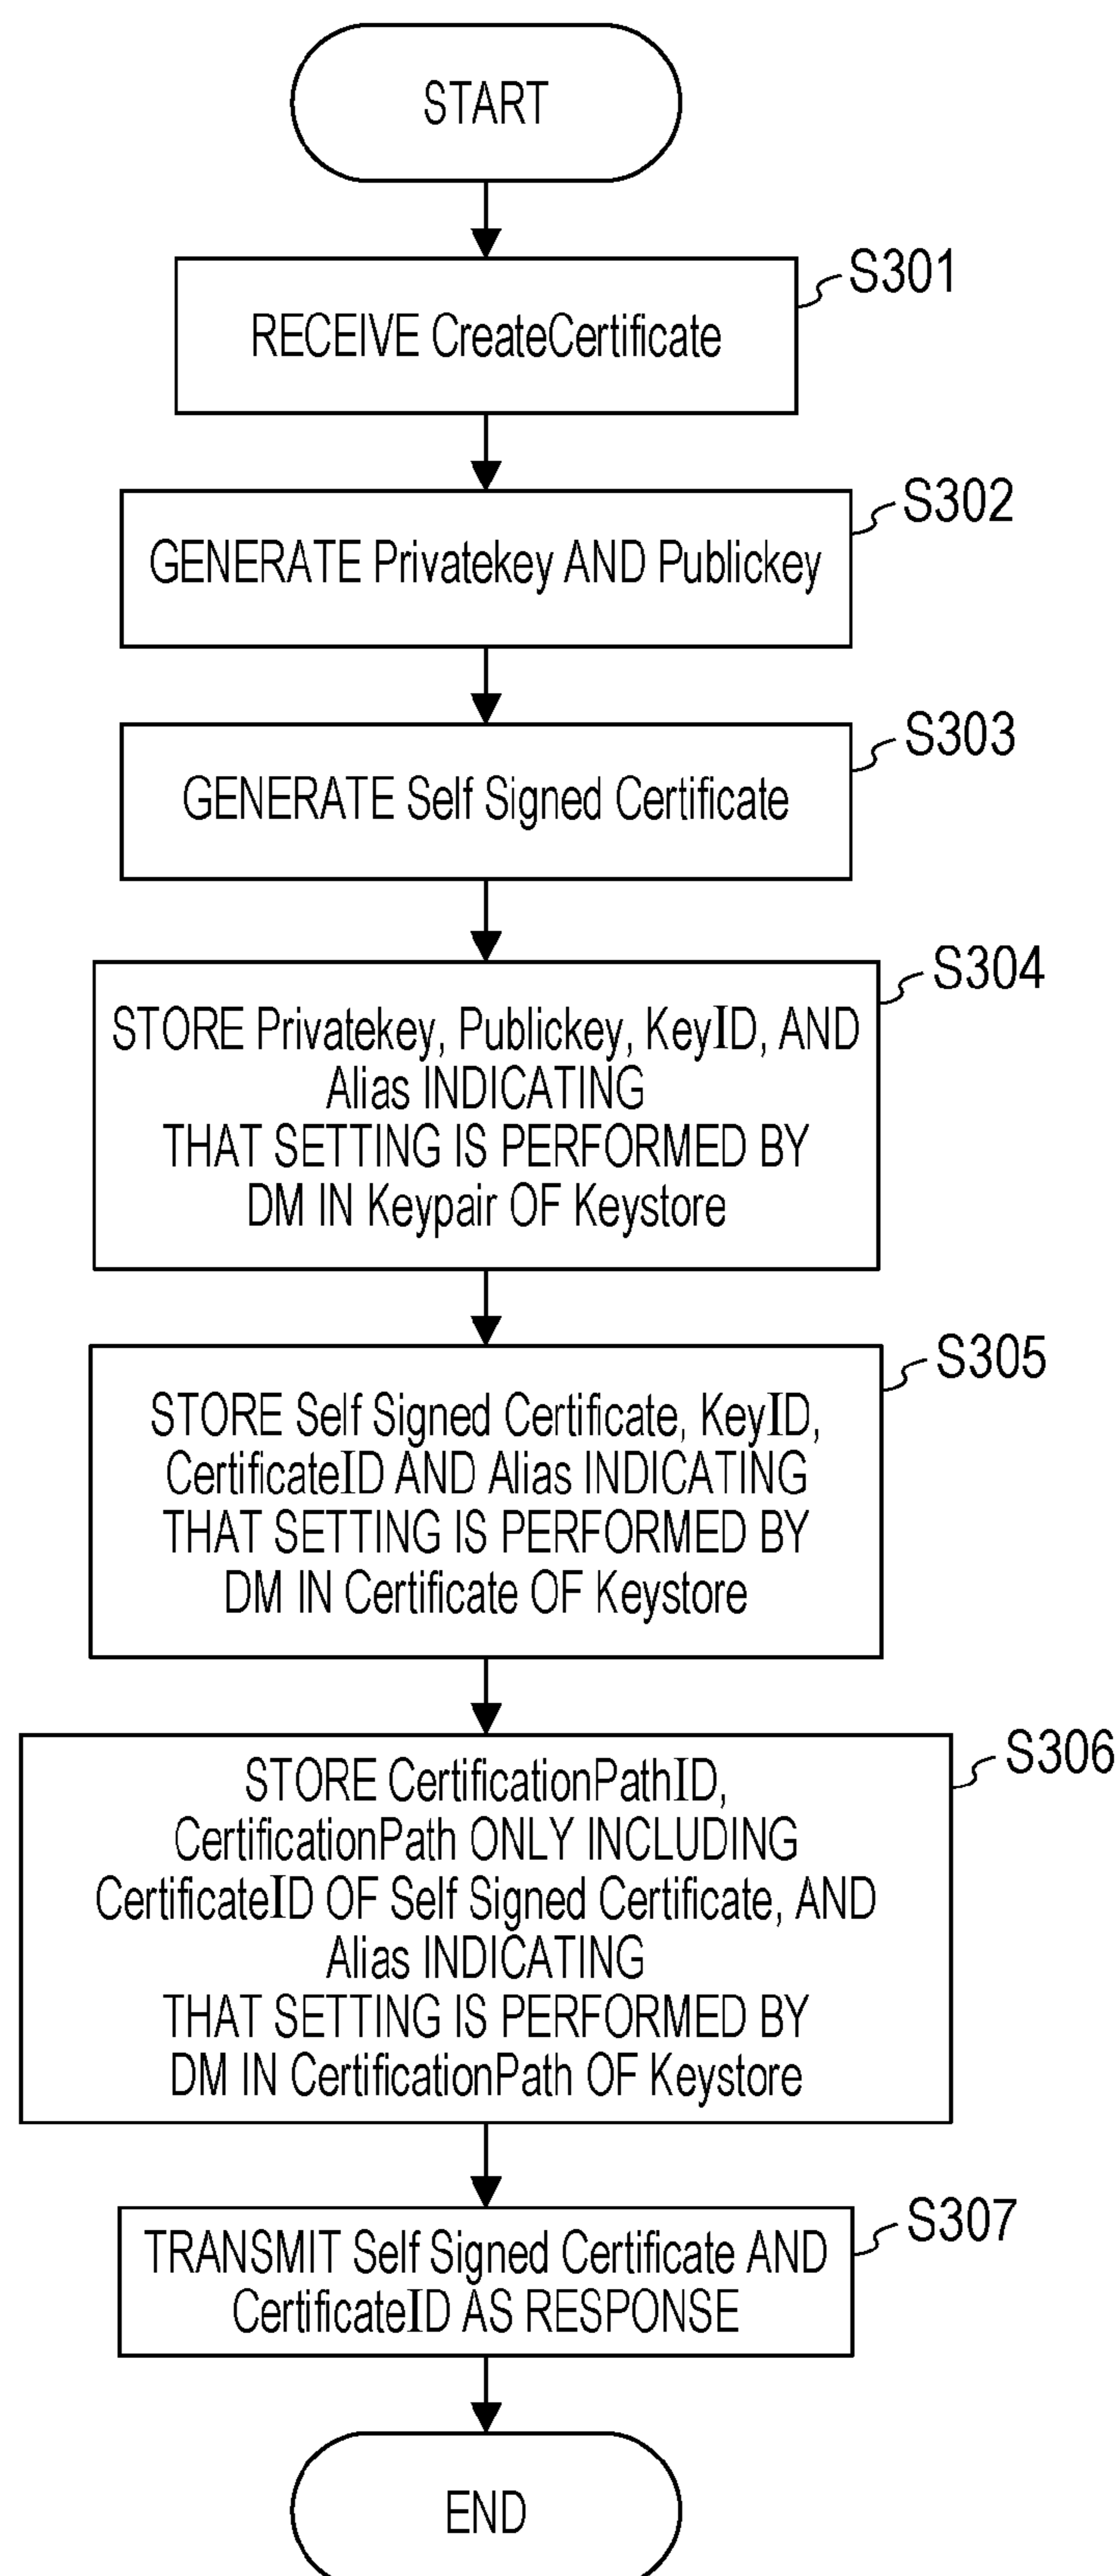 START
S301
RECEIVE CreateCertificate
S302
GENERATE Privatekey AND Publickey
S303
GENERATE Self Signed Certificate
S304
STORE Privatekey, Publickey, KeyID, AND
Alias INDICATING
THAT SETTING IS PERFORMED BY
DM IN Keypair OF Keystore
S305
STORE Self Signed Certificate, KeyID,
CertificateID AND Alias INDICATING
THAT SETTING IS PERFORMED BY
DM IN Certificate OF Keystore
S306
STORE CertificationPathID,
CertificationPath ONLY INCLUDING
CertificateID OF Self Signed Certificate, AND
Alias INDICATING
THAT SETTING IS PERFORMED BY
DM IN CertificationPath OF Keystore
S307
TRANSMIT Self Signed Certificate AND
CertificateID AS RESPONSE
END